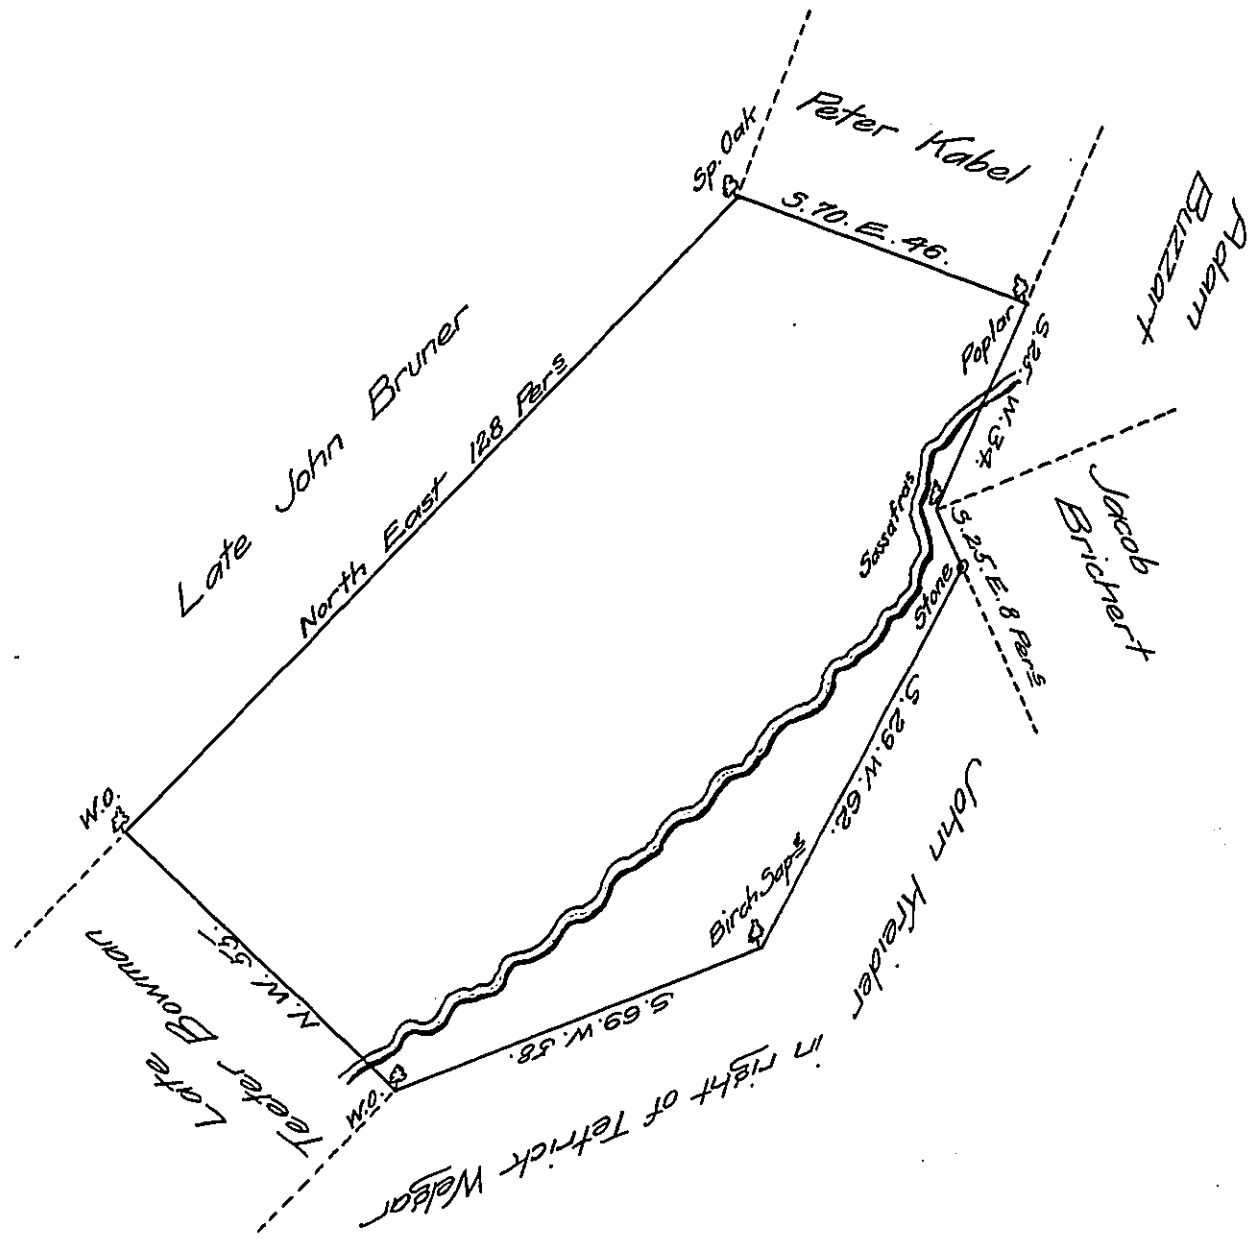 Peter Kabel
Sp. Oak
S. 70. E. 46.
Adam
Buzzart
Poplar
S. 25. W. 34.
Late John Bruner
North East 128 Pers
Sassafras
Jacob
Brichert
S. 25. E. 8 Pers
Stone
S. 29. W. 62.
John Kreider
in right of Tetrick Welgar
Birch Saps
W.O.
N. W. 55.
S. 69. W. 58.
W.O.
Late
Teeter Bowman